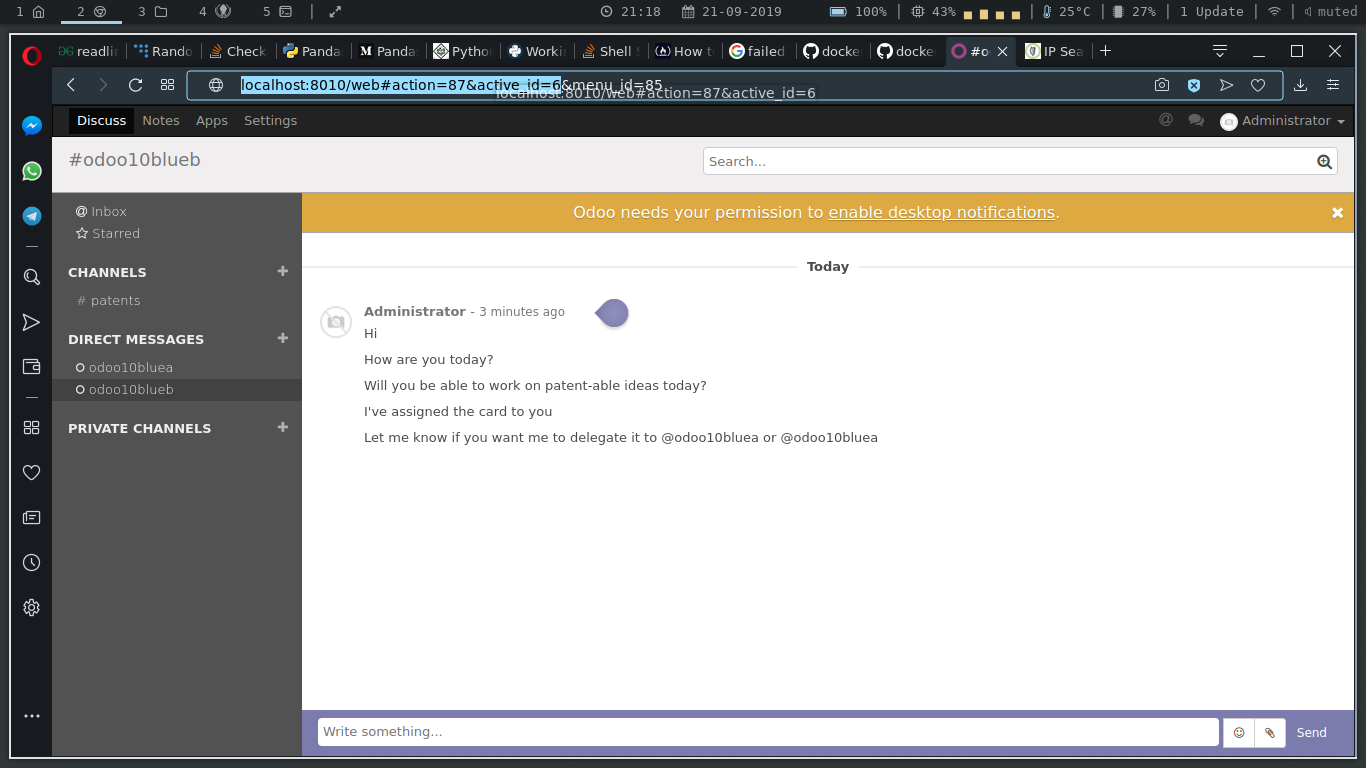 1 2 3 4 5 21:18 21-09-2019 100% 43% 25°C 27% 1 Update muted
readli Rando Check Panda Panda Pytho Worki Shell S How t failed docke docke #o IP Sea
localhost:8010/web#action=87&active_id=6&menu_id=85
localhost:8010/web#action=87&active_id=6
Discuss Notes Apps Settings @ Administrator
#odoo10blueb
Search...
Inbox
Starred
CHANNELS +
# patents
DIRECT MESSAGES +
odoo10bluea
odoo10blueb
PRIVATE CHANNELS +
Odoo needs your permission to enable desktop notifications.
Today
Administrator - 3 minutes ago
Hi
How are you today?
Will you be able to work on patent-able ideas today?
I've assigned the card to you
Let me know if you want me to delegate it to @odoo10bluea or @odoo10bluea
Write something...
Send